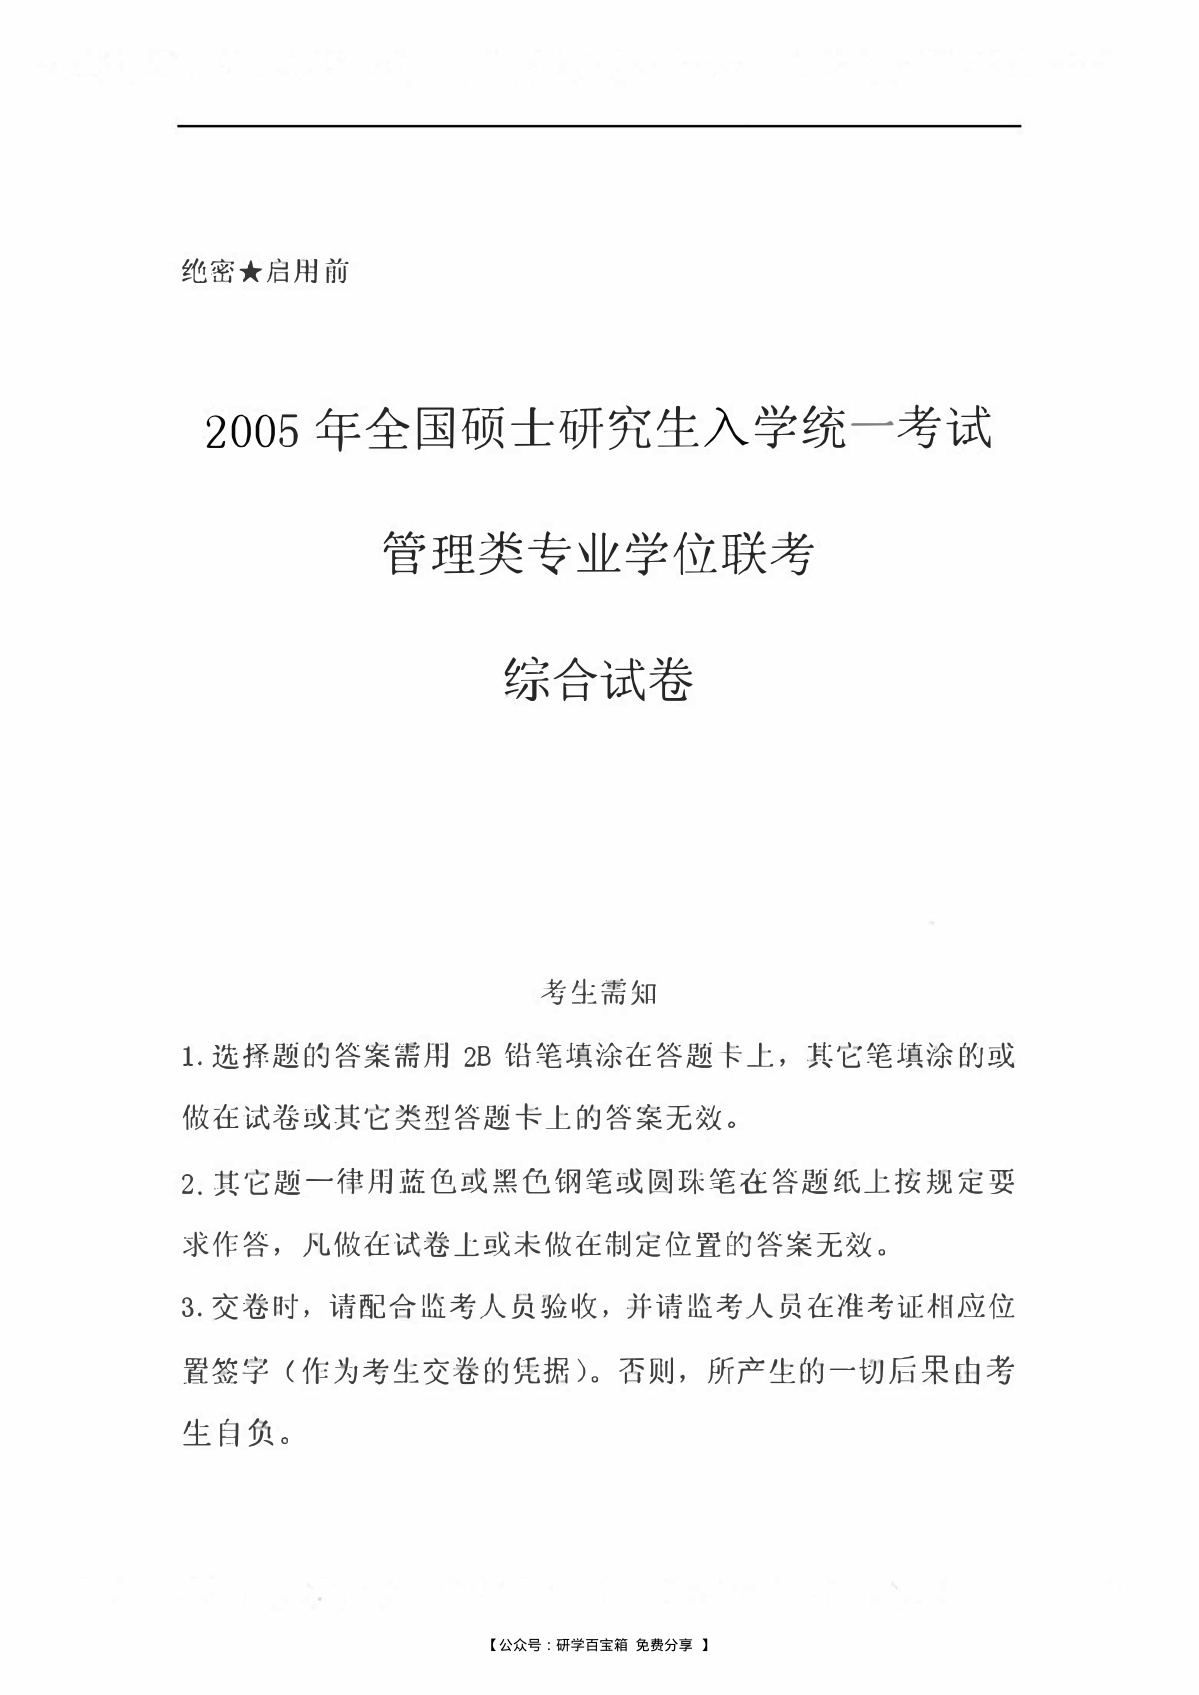 绝密★启用前
2005 年全国硕士研究生入学统一考试
管理类专业学位联考
综合试卷
考生需知
1.选择题的答案需用 2B 铅笔填涂在答题卡上，其它笔填涂的或
做在试卷或其它类型答题卡上的答案无效。
2.其它题一律用蓝色或黑色钢笔或圆珠笔在答题纸上按规定要
求作答，凡做在试卷上或未做在制定位置的答案无效。
3.交卷时，请配合监考人员验收，并请监考人员在准考证相应位
置签字（作为考生交卷的凭据）。否则，所产生的一切后果由考
生自负。
【公众号：研学百宝箱 免费分享 】